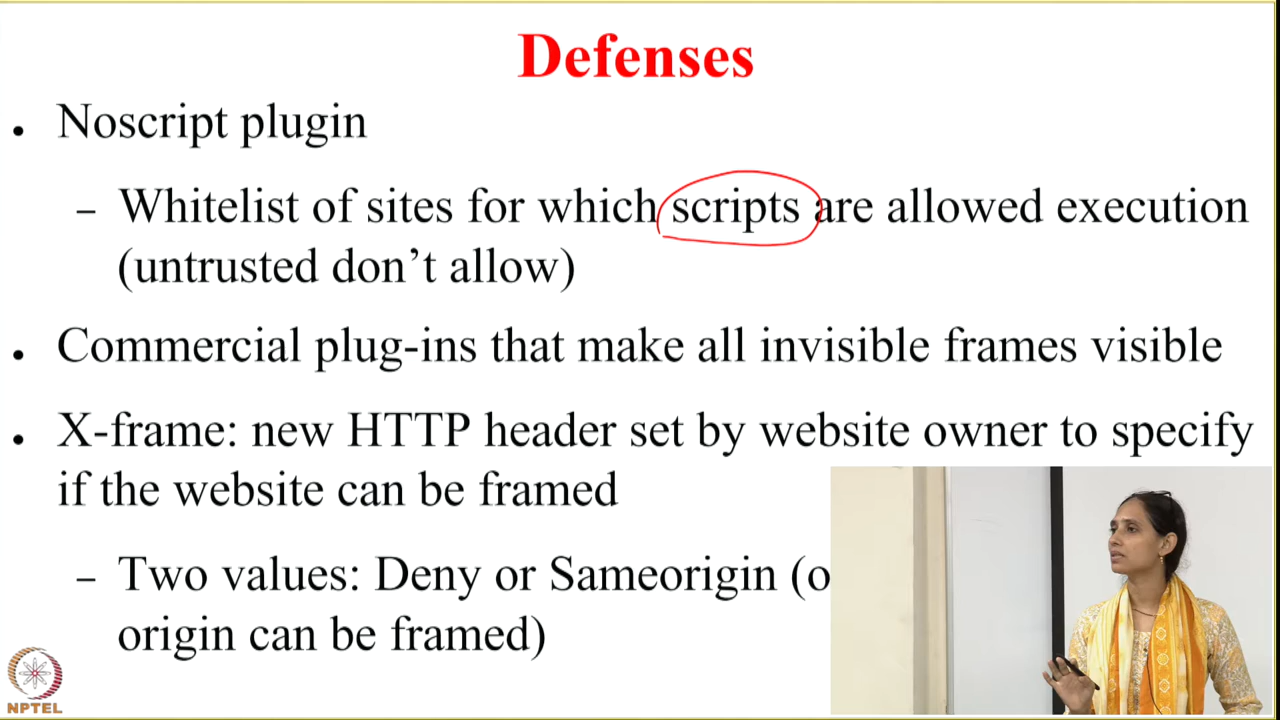 Defenses
• Noscript plugin
– Whitelist of sites for which scripts are allowed execution
(untrusted don’t allow)
• Commercial plug-ins that make all invisible frames visible
• X-frame: new HTTP header set by website owner to specify
if the website can be framed
– Two values: Deny or Sameorigin (o
origin can be framed)
NPTEL